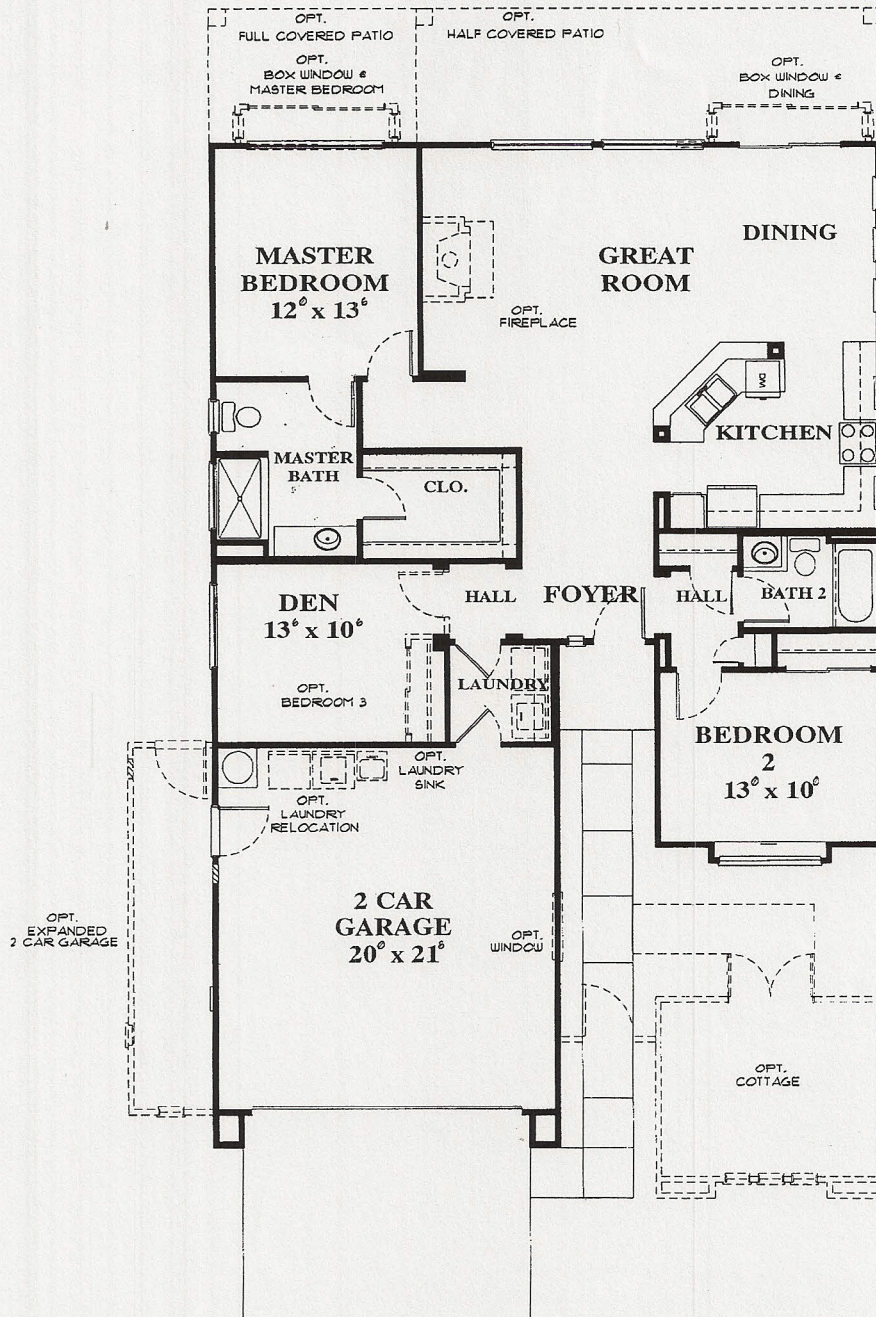 OPT.
FULL COVERED PATIO
OPT.
HALF COVERED PATIO
OPT.
BOX WINDOW @
MASTER BEDROOM
OPT.
BOX WINDOW @
DINING
MASTER
BEDROOM
12⁰ x 13⁶
GREAT
ROOM
DINING
OPT.
FIREPLACE
DW
KITCHEN
MASTER
BATH
CLO.
DEN
13⁶ x 10⁶
HALL
FOYER
HALL
BATH 2
OPT.
BEDROOM 3
LAUNDRY
BEDROOM
2
13⁰ x 10⁰
OPT.
LAUNDRY
SINK
OPT.
LAUNDRY
RELOCATION
2 CAR
GARAGE
20⁰ x 21⁸
OPT.
WINDOW
OPT.
EXPANDED
2 CAR GARAGE
OPT.
COTTAGE